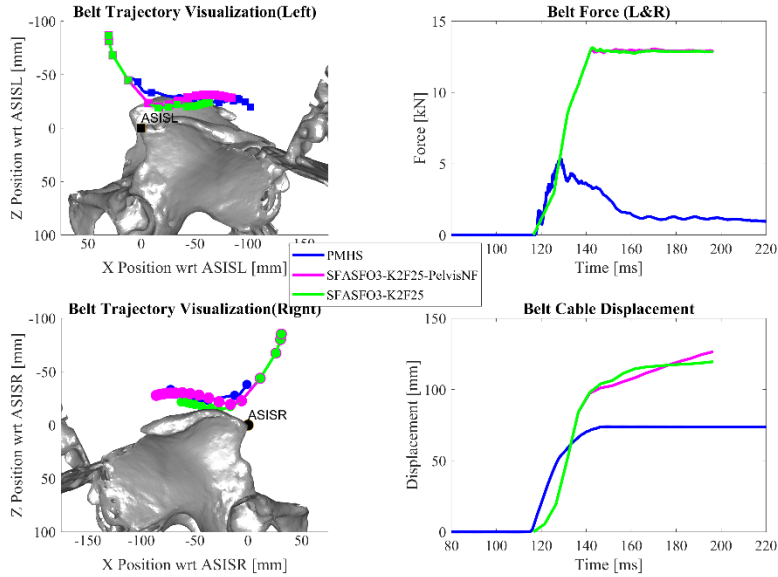 Belt Trajectory Visualization(Left)
-100
-50
0
50
100
Z Position wrt ASISL [mm]
ASISL
50
0
-50
-100
-150
X Position wrt ASISL [mm]
Belt Force (L&R)
15
10
5
0
Force [kN]
80
100
120
140
160
180
200
220
Time [ms]
PMHS
SFASFO3-K2F25-PelvisNF
SFASFO3-K2F25
Belt Trajectory Visualization(Right)
-100
-50
0
50
100
Z Position wrt ASISR [mm]
ASISR
-150
-100
-50
0
50
X Position wrt ASISR [mm]
Belt Cable Displacement
150
100
50
0
Displacement [mm]
80
100
120
140
160
180
200
220
Time [ms]